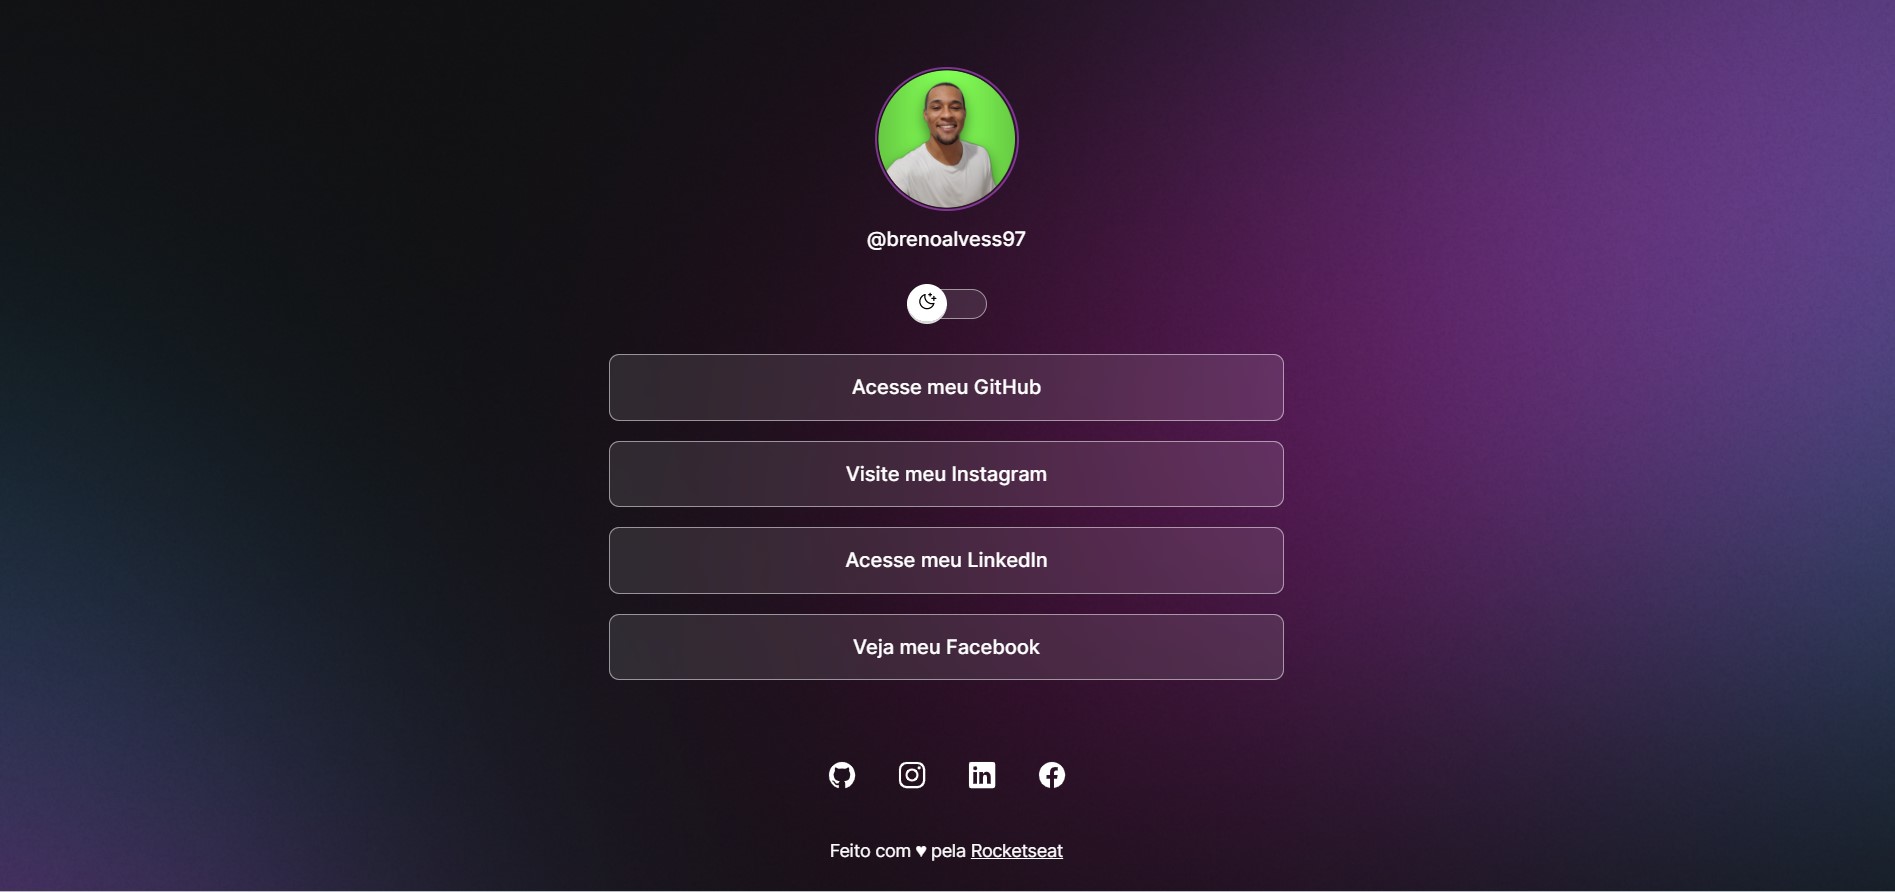 @brenoalvess97
Acesse meu GitHub
Visite meu Instagram
Acesse meu LinkedIn
Veja meu Facebook
Feito com ♥ pela Rocketseat